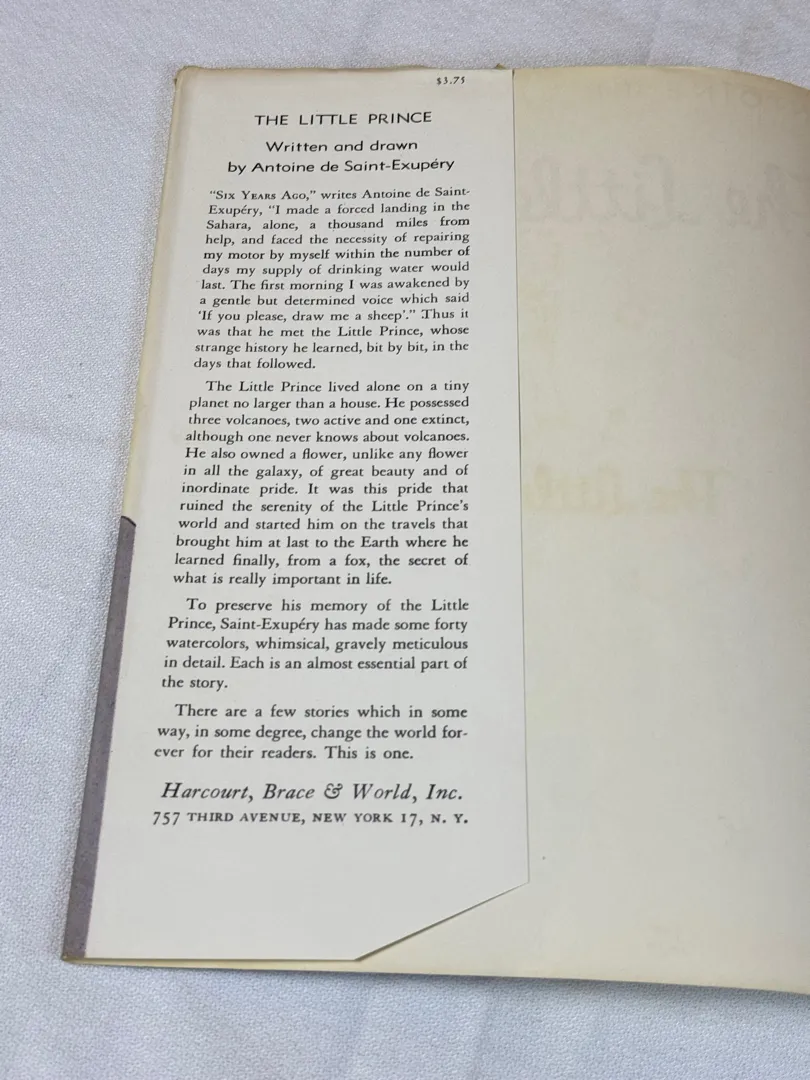 $3.75
THE LITTLE PRINCE
Written and drawn
by Antoine de Saint-Exupéry
“Six Years Ago,” writes Antoine de Saint-
Exupéry, “I made a forced landing in the
Sahara, alone, a thousand miles from
help, and faced the necessity of repairing
my motor by myself within the number of
days my supply of drinking water would
last. The first morning I was awakened by
a gentle but determined voice which said
‘If you please, draw me a sheep’.” Thus it
was that he met the Little Prince, whose
strange history he learned, bit by bit, in the
days that followed.
The Little Prince lived alone on a tiny
planet no larger than a house. He possessed
three volcanoes, two active and one extinct,
although one never knows about volcanoes.
He also owned a flower, unlike any flower
in all the galaxy, of great beauty and of
inordinate pride. It was this pride that
ruined the serenity of the Little Prince’s
world and started him on the travels that
brought him at last to the Earth where he
learned finally, from a fox, the secret of
what is really important in life.
To preserve his memory of the Little
Prince, Saint-Exupéry has made some forty
watercolors, whimsical, gravely meticulous
in detail. Each is an almost essential part of
the story.
There are a few stories which in some
way, in some degree, change the world for-
ever for their readers. This is one.
Harcourt, Brace & World, Inc.
757 THIRD AVENUE, NEW YORK 17, N. Y.